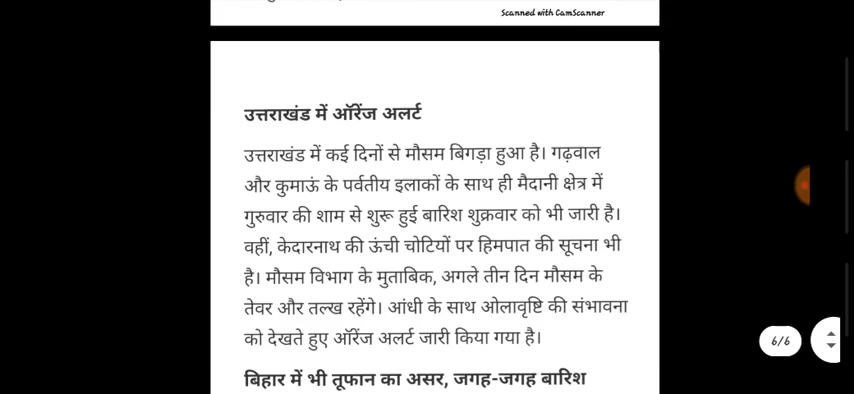 Scanned with CamScanner
उत्तराखंड में ऑरेंज अलर्ट
उत्तराखंड में कई दिनों से मौसम बिगड़ा हुआ है। गढ़वाल
और कुमाऊं के पर्वतीय इलाकों के साथ ही मैदानी क्षेत्र में
गुरुवार की शाम से शुरू हुई बारिश शुक्रवार को भी जारी है।
वहीं, केदारनाथ की ऊंची चोटियों पर हिमपात की सूचना भी
है। मौसम विभाग के मुताबिक, अगले तीन दिन मौसम के
तेवर और तल्ख रहेंगे। आंधी के साथ ओलावृष्टि की संभावना
को देखते हुए ऑरेंज अलर्ट जारी किया गया है।
6/6
बिहार में भी तूफान का असर, जगह-जगह बारिश